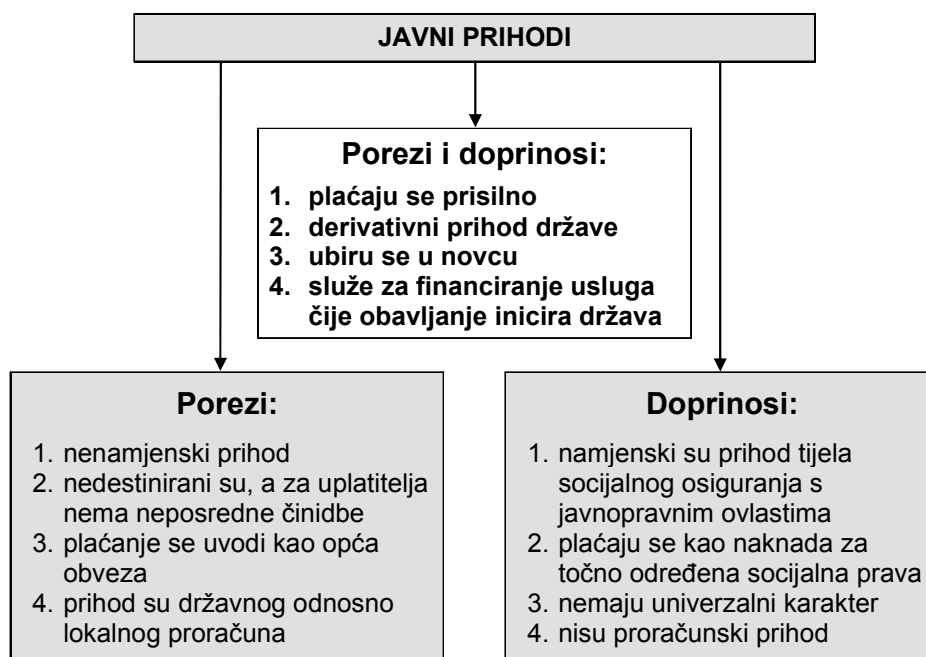 JAVNI PRIHODI
Porezi i doprinosi:
1. plaćaju se prisilno
2. derivativni prihod države
3. ubiru se u novcu
4. služe za financiranje usluga
čije obavljanje inicira država
Porezi:
1. nenamjenski prihod
2. nedestinirani su, a za uplatitelja
nema neposredne činidbe
3. plaćanje se uvodi kao opća
obveza
4. prihod su državnog odnosno
lokalnog proračuna
Doprinosi:
1. namjenski su prihod tijela
socijalnog osiguranja s
javnopravnim ovlastima
2. plaćaju se kao naknada za
točno određena socijalna prava
3. nemaju univerzalni karakter
4. nisu proračunski prihod